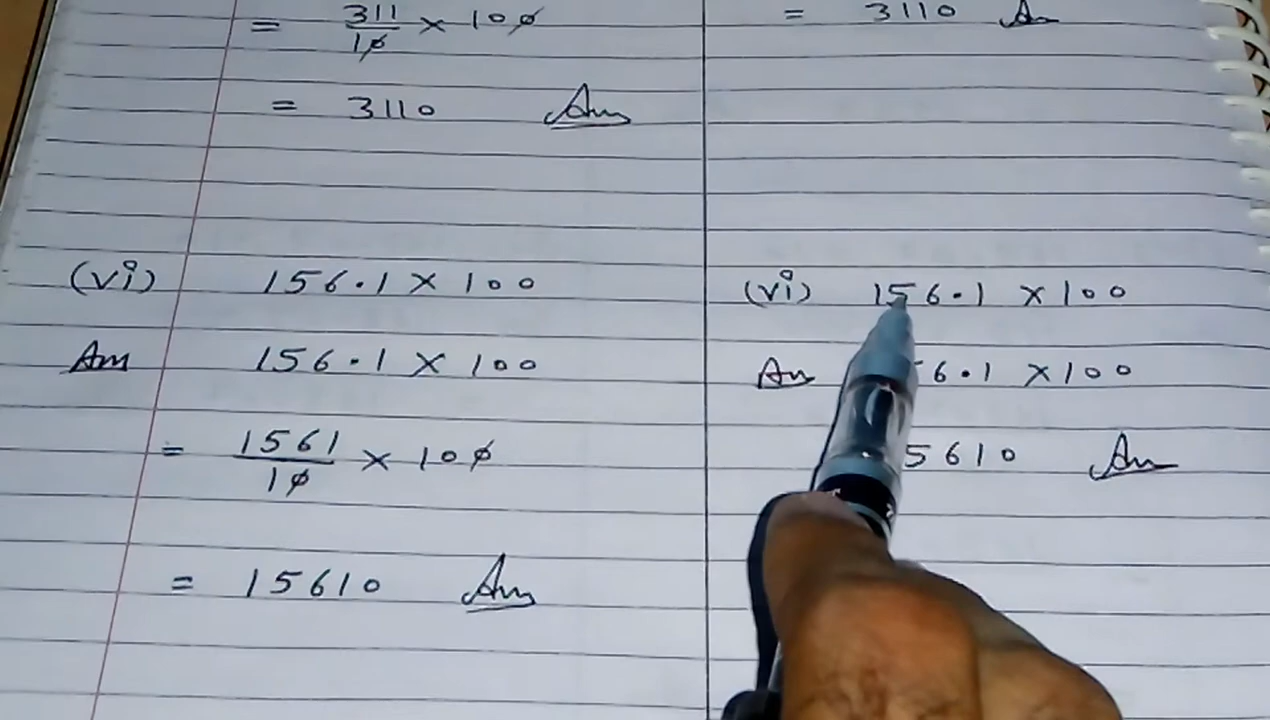 = 311/10 × 100
= 3110 Ans
(vi) 156.1 × 100
Ans 156.1 × 100
= 1561/10 × 100
= 15610 Ans
= 3110 Ans
(vi) 156.1 × 100
Ans 6.1 × 100
5610 Ans